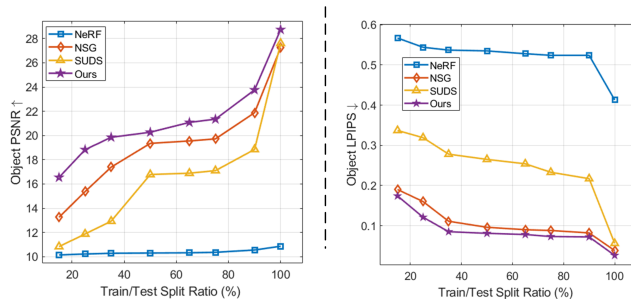 Object PSNR↑
28
26
24
22
20
18
16
14
12
10
NeRF
NSG
SUDS
Ours
20
40
60
80
100
Train/Test Split Ratio (%)
Object LPIPS↓
0.6
0.5
0.4
0.3
0.2
0.1
NeRF
NSG
SUDS
Ours
20
40
60
80
100
Train/Test Split Ratio (%)